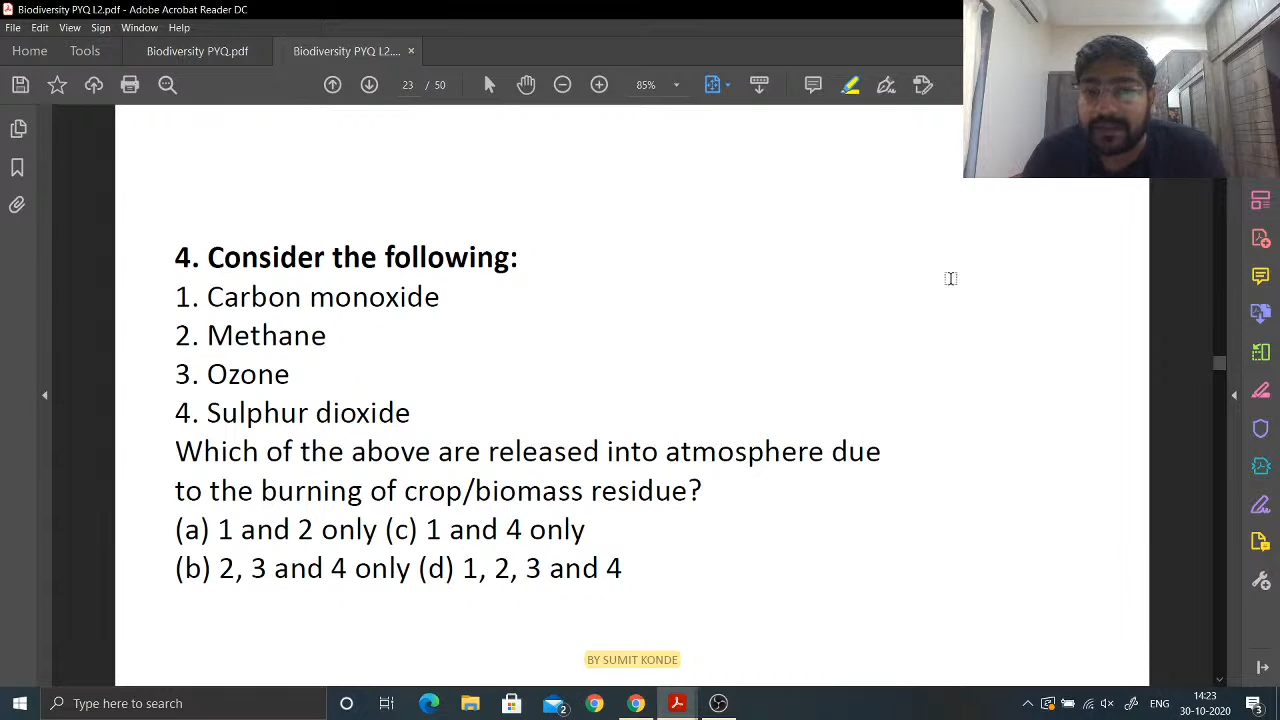 Biodiversity PYQ L2.pdf - Adobe Acrobat Reader DC
File Edit View Sign Window Help
Home Tools Biodiversity PYQ.pdf Biodiversity PYQ L2.... ×
23 / 50 85%
4. Consider the following:
1. Carbon monoxide
2. Methane
3. Ozone
4. Sulphur dioxide
Which of the above are released into atmosphere due
to the burning of crop/biomass residue?
(a) 1 and 2 only (c) 1 and 4 only
(b) 2, 3 and 4 only (d) 1, 2, 3 and 4
BY SUMIT KONDE
Type here to search 2 ENG 14:23
30-10-2020 3